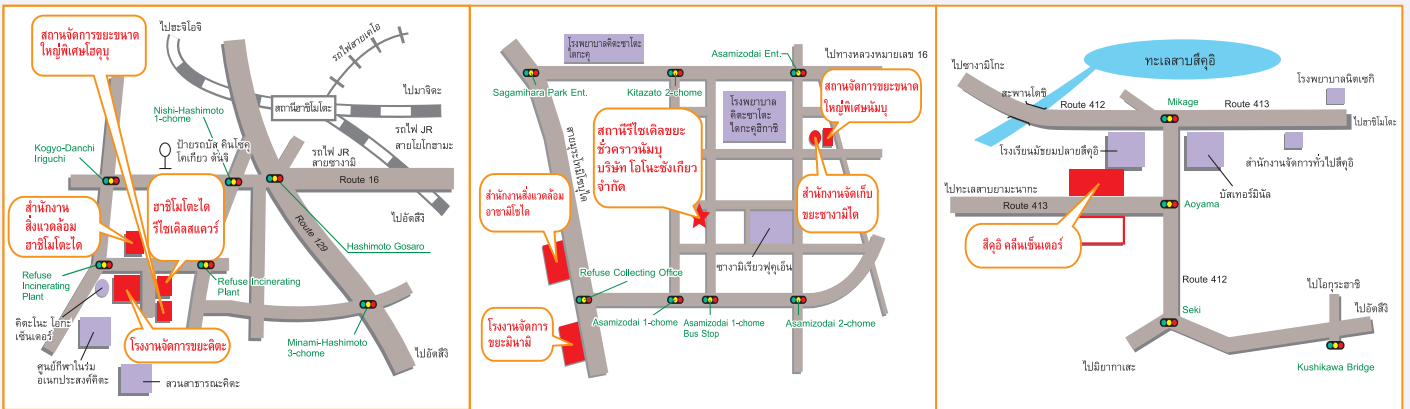 ไปฮะจิโอจิ
สถานจัดการขยะขนาด
ใหญ่พิเศษโฮคุบุ
รถไฟสายเคโอ
ไปมาจิดะ
สถานีฮาชิโมโตะ
Nishi-Hashimoto
1-chome
รถไฟ JR
สายโยโกฮามะ
ป้ายรถบัส คินโชคุ
โคเกียว ดันจิ
Kogyo-Danchi
Iriguchi
รถไฟ JR
สายซางามิ
Route 16
สำนักงาน
สิ่งแวดล้อม
ฮาชิโมโตะได
ฮาชิโมโตะได
รีไซเคิลสแควร์
ไปอัตสึงิ
Route 129
Hashimoto Gosaro
Refuse
Incinerating
Plant
Refuse Incinerating
Plant
คิตะโนะ โอกะ
เซ็นเตอร์
โรงงานจัดการขยะคิตะ
Minami-Hashimoto
3-chome
ศูนย์กีฬาในร่ม
อเนกประสงค์คิตะ
สวนสาธารณะคิตะ
ไปอัตสึงิ
โรงพยาบาลคิตะซาโตะ
ไดกะคุ
Asamizodai Ent.
ไปทางหลวงหมายเลข 16
Sagamihara Park Ent.
Kitazato 2-chome
สถานจัดการขยะขนาด
ใหญ่พิเศษนัมบุ
โรงพยาบาล
คิตะซาโตะ
ไดกะคุฮิกาชิ
สถานีรีไซเคิลขยะ
ชั่วคราวนัมบุ
บริษัท โอโนะซังเกียว
จำกัด
สายมุระโทมิโซบุได
สำนักงานสิ่งแวดล้อม
อาซามิโซได
สำนักงานจัดเก็บ
ขยะซางามิได
ซางามิเรียวฟุคุเอ็น
Refuse Collecting Office
Asamizodai 1-chome
Asamizodai 1-chome
Bus Stop
Asamizodai 2-chome
โรงงานจัดการ
ขยะมินามิ
ไปซางามิโกะ
ทะเลสาบสึคุอิ
สะพานโดชิ
โรงพยาบาลนิตเซกิ
Route 412
Mikage
Route 413
ไปฮาชิโมโตะ
โรงเรียนมัธยมปลายสึคุอิ
สำนักงานจัดการทั่วไปสึคุอิ
บัสเทอร์มินัล
ไปทะเลสาบยามะนากะ
Route 413
Aoyama
สึคุอิ คลีนเซ็นเตอร์
Route 412
ไปโอกุระฮาชิ
ไปอัตสึงิ
Seki
ไปมิยากาเสะ
Kushikawa Bridge